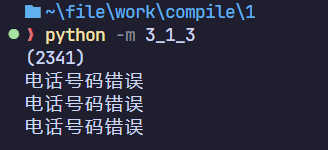 ~\file\work\compile\1
❯ python -m 3_1_3
(2341)
电话号码错误
电话号码错误
电话号码错误